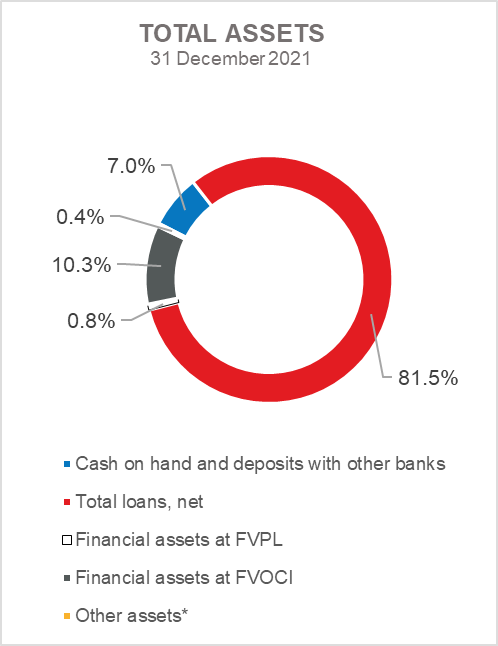 TOTAL ASSETS
31 December 2021
7.0%
0.4%
10.3%
0.8%
81.5%
Cash on hand and deposits with other banks
Total loans, net
Financial assets at FVPL
Financial assets at FVOCI
Other assets*